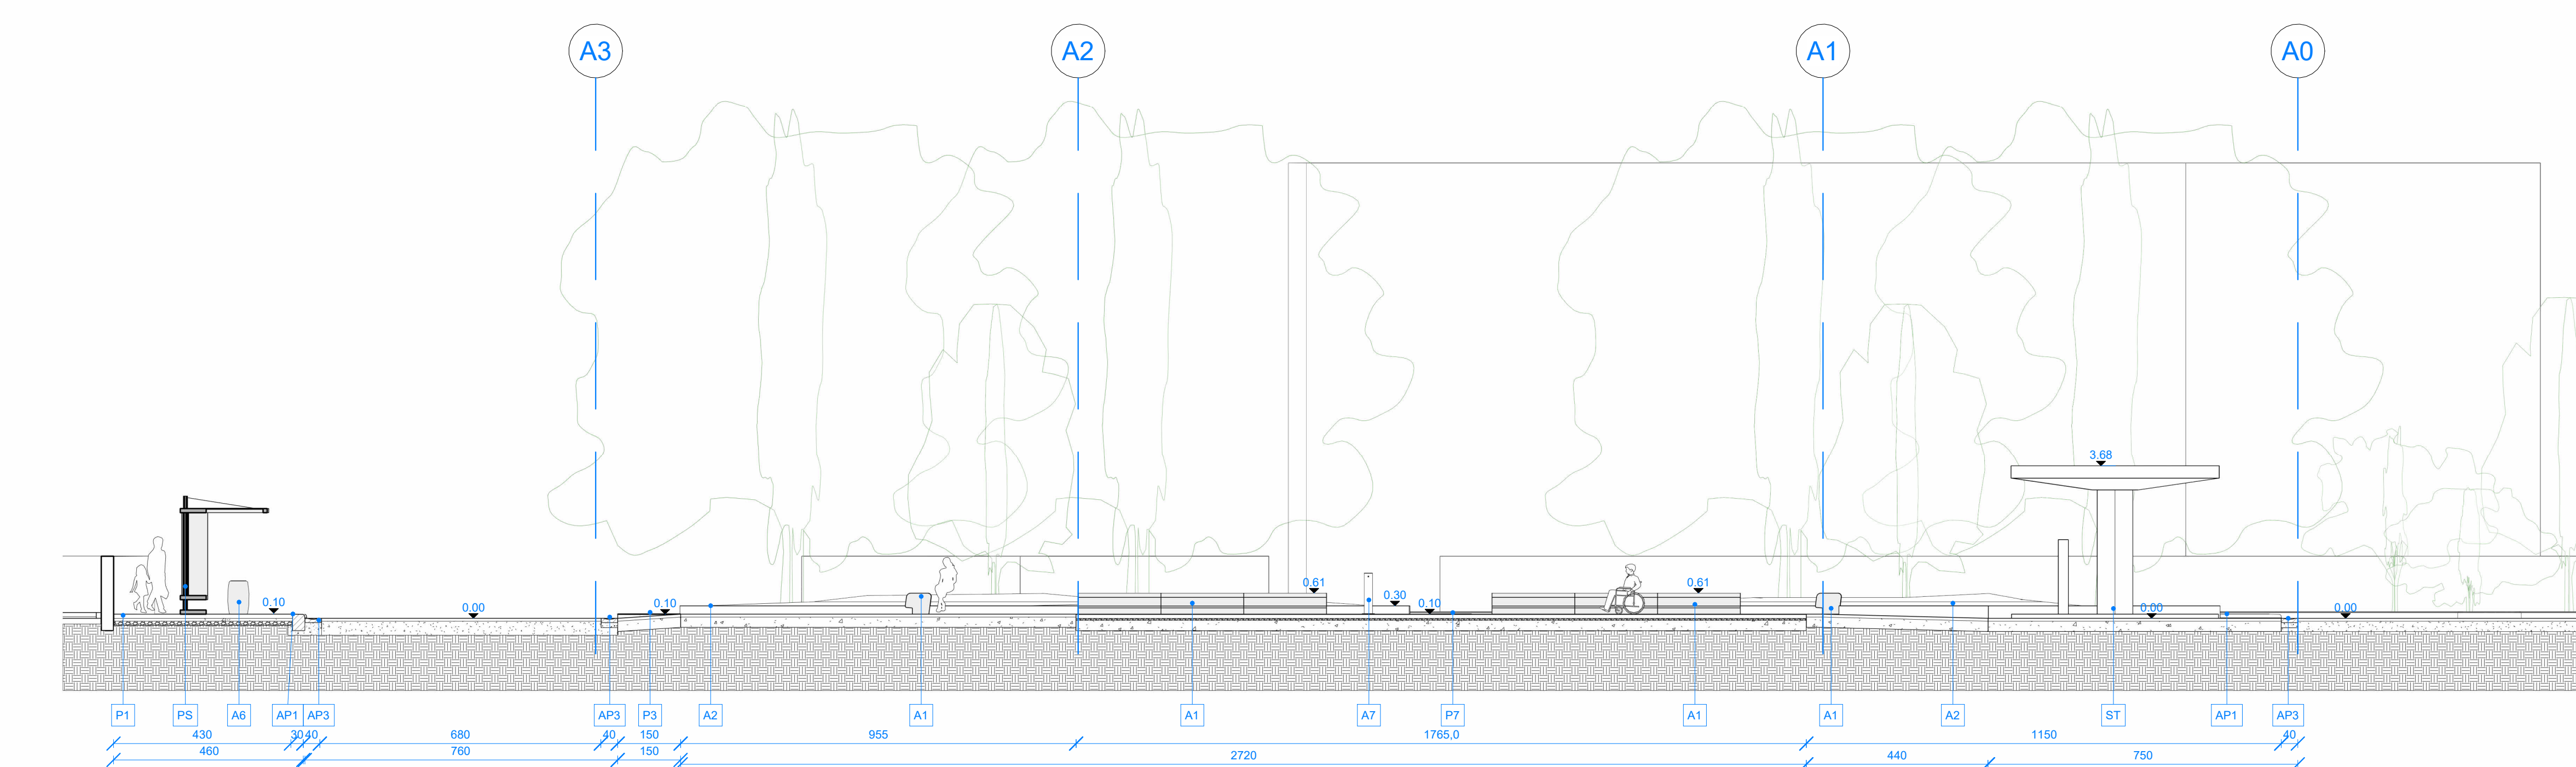 A3 A2 A1 A0
3.68
0.61 0.61
0.30
0.10 0.00 0.10 0.10 0.00 0.00
P1 PS A6 AP1 AP3 AP3 P3 A2 A1 A1 A7 P7 A1 A1 A2 ST AP1 AP3
430 30 40 680 40 150 955 1765,0 1150 40
460 760 150 2720 440 750